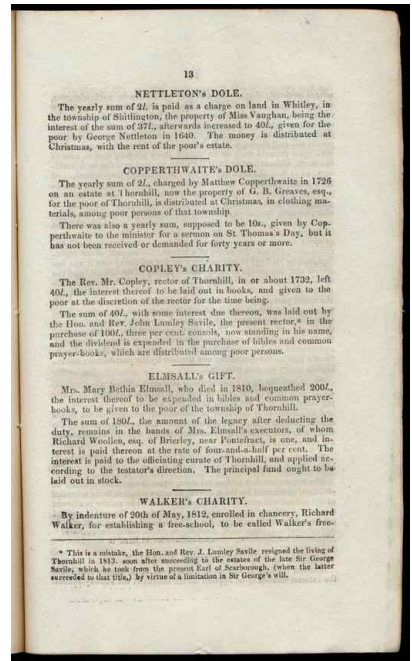 13
NETTLETON's DOLE.
The yearly sum of 2l. is paid as a charge on land in Whitley, in
the township of Shitlington, the property of Miss Vaughan, being the
interest of the sum of 37l., afterwards increased to 40l., given for the
poor by George Nettleton in 1640. The money is distributed at
Christmas, with the rent of the poor's estate.
COPPERTHWAITE's DOLE.
The yearly sum of 2l., charged by Matthew Copperthwaite in 1726
on an estate at Thornhill, now the property of G. B. Greaves, esq.,
for the poor of Thornhill, is distributed at Christmas, in clothing ma-
terials, among poor persons of that township
There was also a yearly sum, supposed to be 10s., given by Cop-
perthwaite to the minister for a sermon on St. Thomas's Day, but it
has not been received or demanded for forty years or more.
COPLEY's CHARITY.
The Rev. Mr. Copley, rector of Thornhill, in or about 1732, left
40l., the interest thereof to be laid out in books, and given to the
poor at the discretion of the rector for the time being.
The sum of 40l., with some interest due thereon, was laid out by
the Hon. and Rev. John Lumley Savile, the present rector,* in the
purchase of 100l., three per cent. consols, now standing in his name,
and the dividend is expended in the purchase of bibles and common
prayer-books, which are distributed among poor persons.
ELMSALL's GIFT.
Mrs. Mary Bethia Elmsall, who died in 1810, bequeathed 200l.,
the interest thereof to be expended in bibles and common prayer-
books, to be given to the poor of the township of Thornhill.
The sum of 180l., the amount of the legacy after deducting the
duty, remains in the hands of Mrs. Elmsall's executors, of whom
Richard Woollen, esq. of Brierley, near Pontefract, is one, and in-
terest is paid thereon at the rate of four-and-a-half per cent. The
interest is paid to the officiating curate of Thornhill, and applied ac-
cording to the testator's direction. The principal fund ought to be
laid out in stock.
WALKER's CHARITY.
By indenture of 20th of May, 1812, enrolled in chancery, Richard
Walker, for establishing a free-school, to be called Walker's free-
* This is a mistake, the Hon. and Rev. J. Lumley Savile resigned the living of
Thornhill in 1813. soon after succeeding to the estates of the late Sir George
Savile, which he took from the present Earl of Scarborough, (when the latter
succeeded to that title,) by virtue of a limitation in Sir George's will.